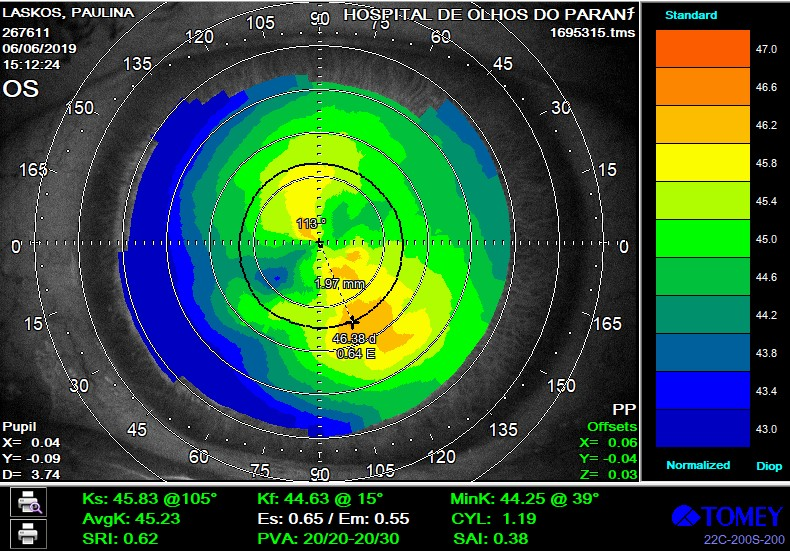 LASKOS, PAULINA
HOSPITAL DE OLHOS DO PARANÁ
267611
1695315.tms
06/06/2019
15:12:24
OS
90
105
75
120
60
45
150
30
165
15
0
0
15
165
30
150
45
135
60
120
75
105
90
113 °
1.97 mm
46.38 d
0.64 E
Pupil
X= 0.04
Y= -0.09
D= 3.74
PP
Offsets
X= 0.06
Y= -0.04
Z= 0.03
Standard
47.0
46.6
46.2
45.8
45.4
45.0
44.6
44.2
43.8
43.4
43.0
Normalized Diop
Ks: 45.83 @105° Kf: 44.63 @ 15° MinK: 44.25 @ 39°
AvgK: 45.23 Es: 0.65 / Em: 0.55 CYL: 1.19
SRI: 0.62 PVA: 20/20-20/30 SAI: 0.38
TOMEY
22C-200S-200